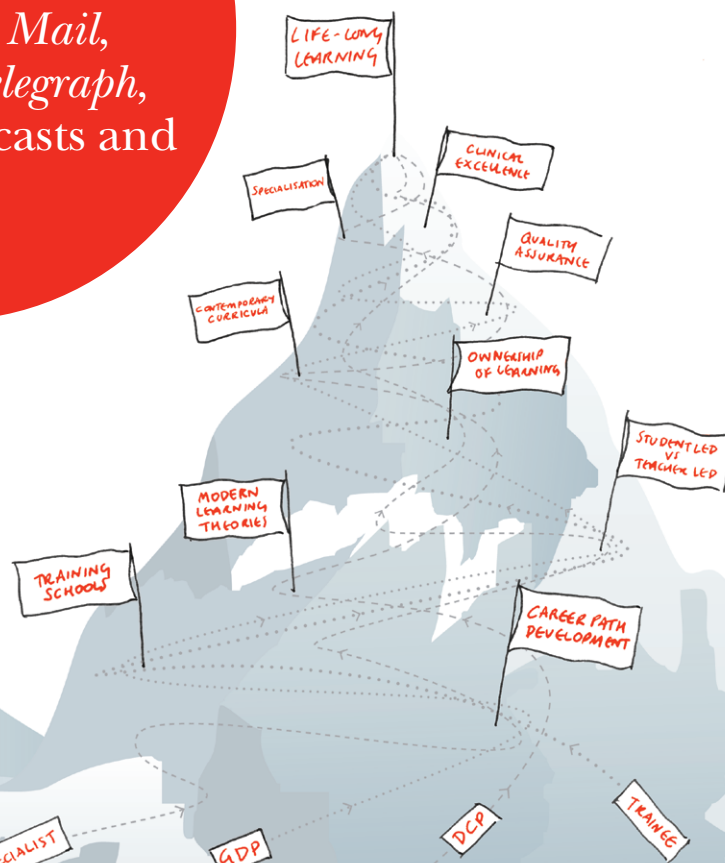 Mail,
elegraph,
casts and
LIFE-LONG
LEARNING
CLINICAL
EXCELLENCE
SPECIALISATION
QUALITY
ASSURANCE
CONTEMPORARY
CURRICULA
OWNERSHIP
OF LEARNING
STUDENT LED
VS
TEACHER LED
MODERN
LEARNING
THEORIES
TRAINING
SCHOOLS
CAREER PATH
DEVELOPMENT
CIALIST
GDP
DCP
TRAINEE